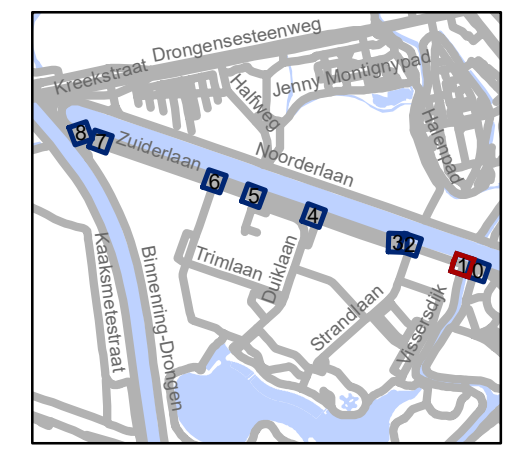 Drongensesteenweg
Kreekstraat
Jenny Montignypad
Halfweg
Halenpad
8
7
Zuiderlaan
Noorderlaan
6
5
4
3
2
1
0
Kaaksmetestraat
Binnenring-Drongen
Trimlaan
Duiklaan
Strandlaan
Vissersdijk